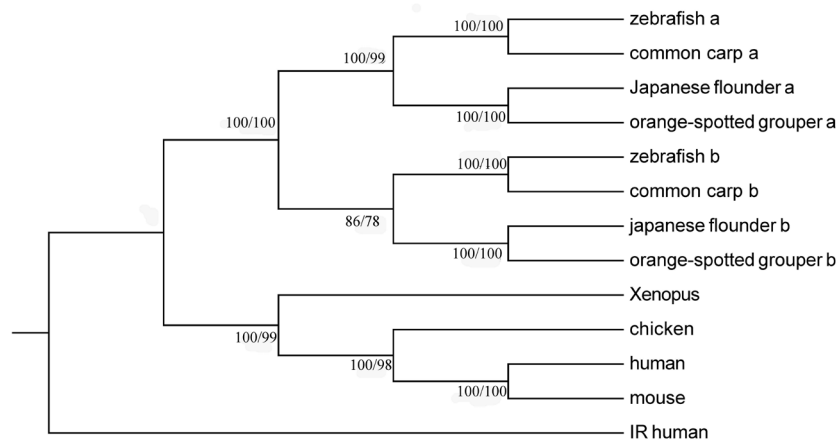 zebrafish a
100/100
common carp a
100/99
Japanese flounder a
100/100
orange-spotted grouper a
100/100
zebrafish b
100/100
common carp b
86/78
japanese flounder b
100/100
orange-spotted grouper b
Xenopus
100/99
chicken
100/98
human
100/100
mouse
IR human